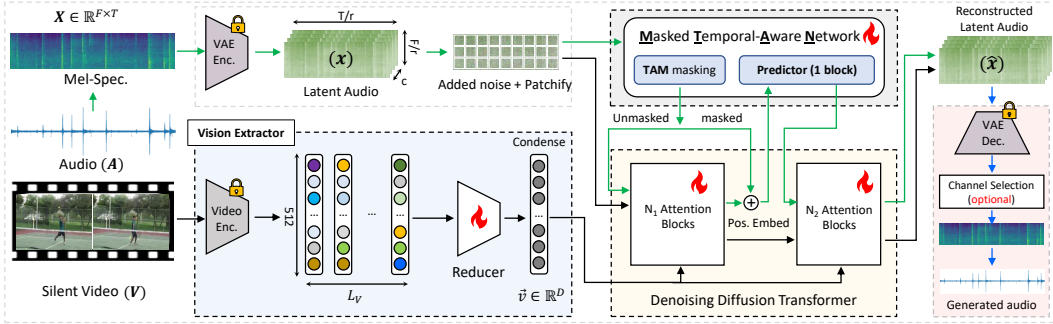 X ∈ ℝ^{F×T}
Mel-Spec.
Audio (A)
Silent Video (V)
VAE
Enc.
T/r
F/r
c
(x)
Latent Audio
Added noise + Patchify
Masked Temporal-Aware Network
TAM masking
Predictor (1 block)
Unmasked
masked
Vision Extractor
Video
Enc.
512
...
...
...
...
L_V
Reducer
Condense
...
v⃗ ∈ ℝ^D
N₁ Attention
Blocks
Pos. Embed
N₂ Attention
Blocks
Denoising Diffusion Transformer
Reconstructed
Latent Audio
(x̂)
VAE
Dec.
Channel Selection
(optional)
Generated audio